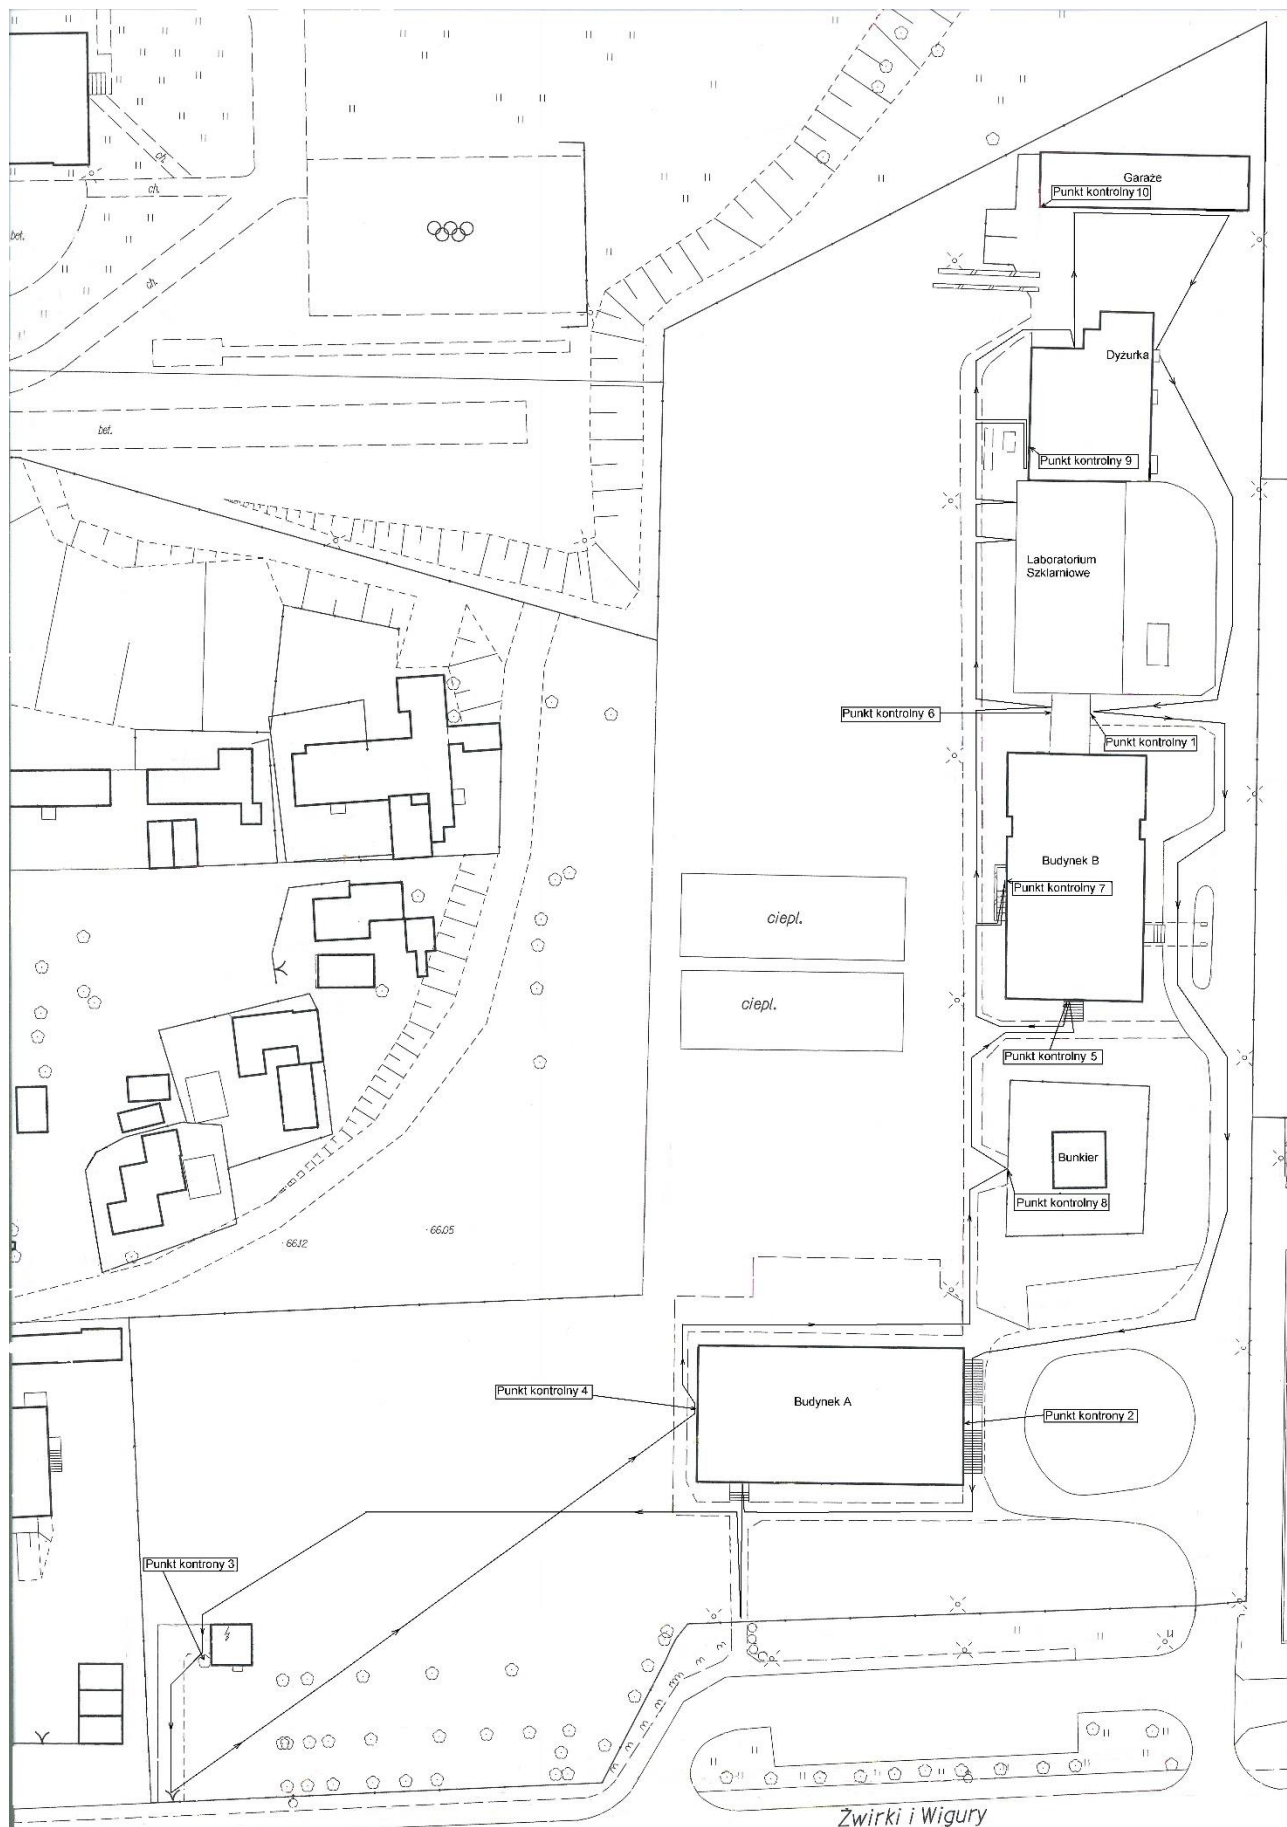 Garaże
Punkt kontrolny 10
ch.
ch.
bet.
ch.
Dyżurka
bet.
Punkt kontrolny 9
Laboratorium
Szklarniowe
Punkt kontrolny 6
Punkt kontrolny 1
Budynek B
Punkt kontrolny 7
ciepl.
ciepl.
Punkt kontrolny 5
Bunkier
Punkt kontrolny 8
66.05
66.12
Punkt kontrolny 4
Budynek A
Punkt kontrony 2
Punkt kontrony 3
Żwirki i Wigury